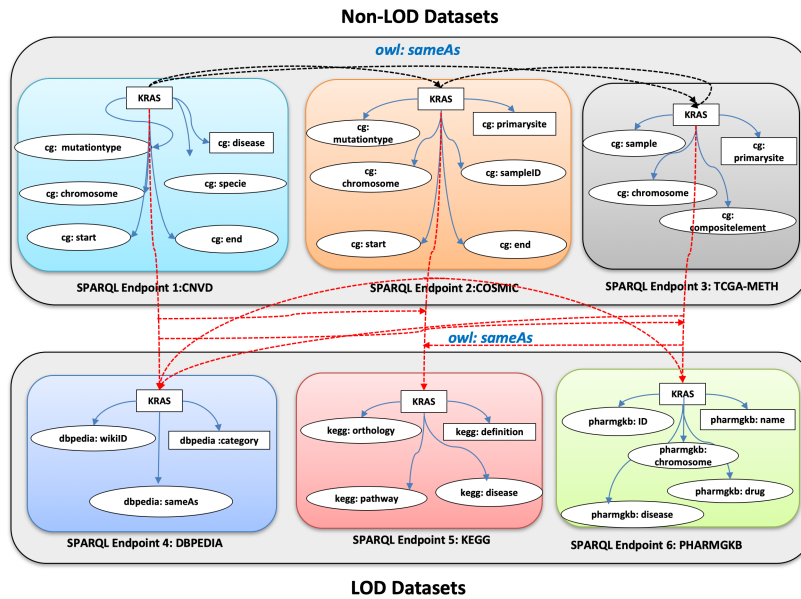 Non-LOD Datasets
owl: sameAs
KRAS
cg: mutationtype
cg: disease
cg: chromosome
cg: specie
cg: start
cg: end
SPARQL Endpoint 1:CNVD
KRAS
cg:
mutationtype
cg: primarysite
cg:
chromosome
cg: sampleID
cg: start
cg: end
SPARQL Endpoint 2:COSMIC
KRAS
cg: sample
cg:
primarysite
cg: chromosome
cg:
compositelement
SPARQL Endpoint 3: TCGA-METH
owl: sameAs
KRAS
dbpedia: wikiID
dbpedia :category
dbpedia: sameAs
SPARQL Endpoint 4: DBPEDIA
KRAS
kegg: orthology
kegg: definition
kegg: pathway
kegg: disease
SPARQL Endpoint 5: KEGG
KRAS
pharmgkb: ID
pharmgkb: name
pharmgkb:
chromosome
pharmgkb: drug
pharmgkb: disease
SPARQL Endpoint 6: PHARMGKB
LOD Datasets